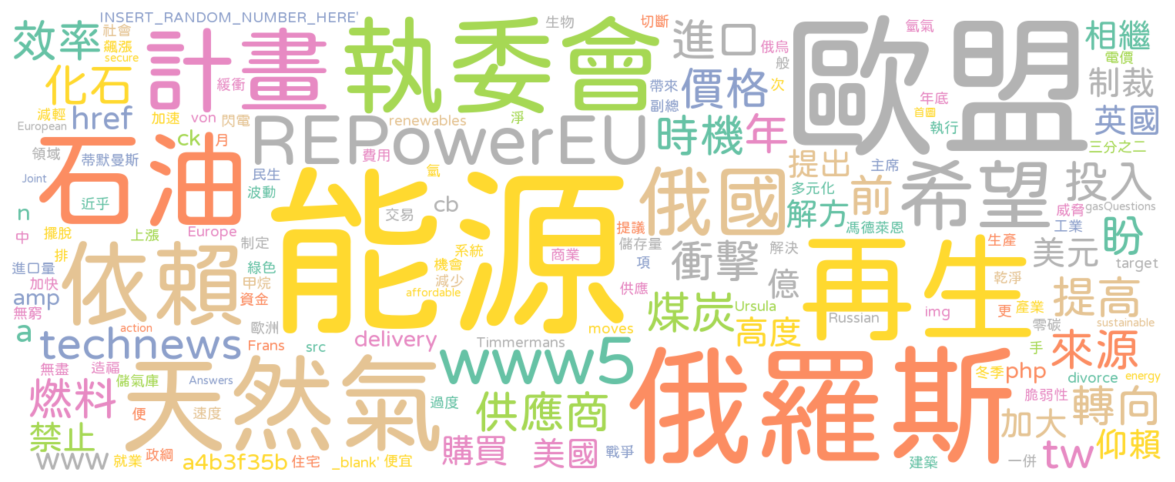 INSERT_RANDOM_NUMBER_HERE'
生物
切斷
效率
社會
飆漲
secure
計畫
執委會
進口
俄烏
般
氫氣
歐盟
相繼
電價
化石
緩衝
帶來
價格
次
制裁
減輕
href
加速
von
閃電
renewables
淨
副總
年底
首面
執行
英國
European
ck
月
REPowerEU
時機
年
三分之二
領域
蒂默曼斯
石油
費用
提出
主席
希望
投入
Joint
民生
氫
俄國
多元化
前
gasQuestions
n
近乎
波動
能源
交易
cb
解方
威脅
中
擺脫
Europe
提議
馮德萊恩
工業
盼
上漲
制定
系統
商業
儲存量
衝擊
解決
再生
生產
排
依賴
綠色
機會
項
美元
target
進口量
甲烷
減少
供應
億
乾淨
提高
加快
資金
affordable
amp
煤炭
Ursula
img
更
產業
無窮
歐洲
Russian
零碳
sustainable
a
action
delivery
moves
高度
手
technews
Frans
src
Timmermans
www5
來源
無盡
造福
天然氣
俄羅斯
冬季
php
divorce
energy
儲氣庫
Answers
燃料
便
速度
過度
供應商
脆弱性
轉向
禁止
政綱
加大
仰賴
www
就業
a4b3f35b
住宅
_blank'
便宜
購買
美國
戰爭
建築
一併
tw